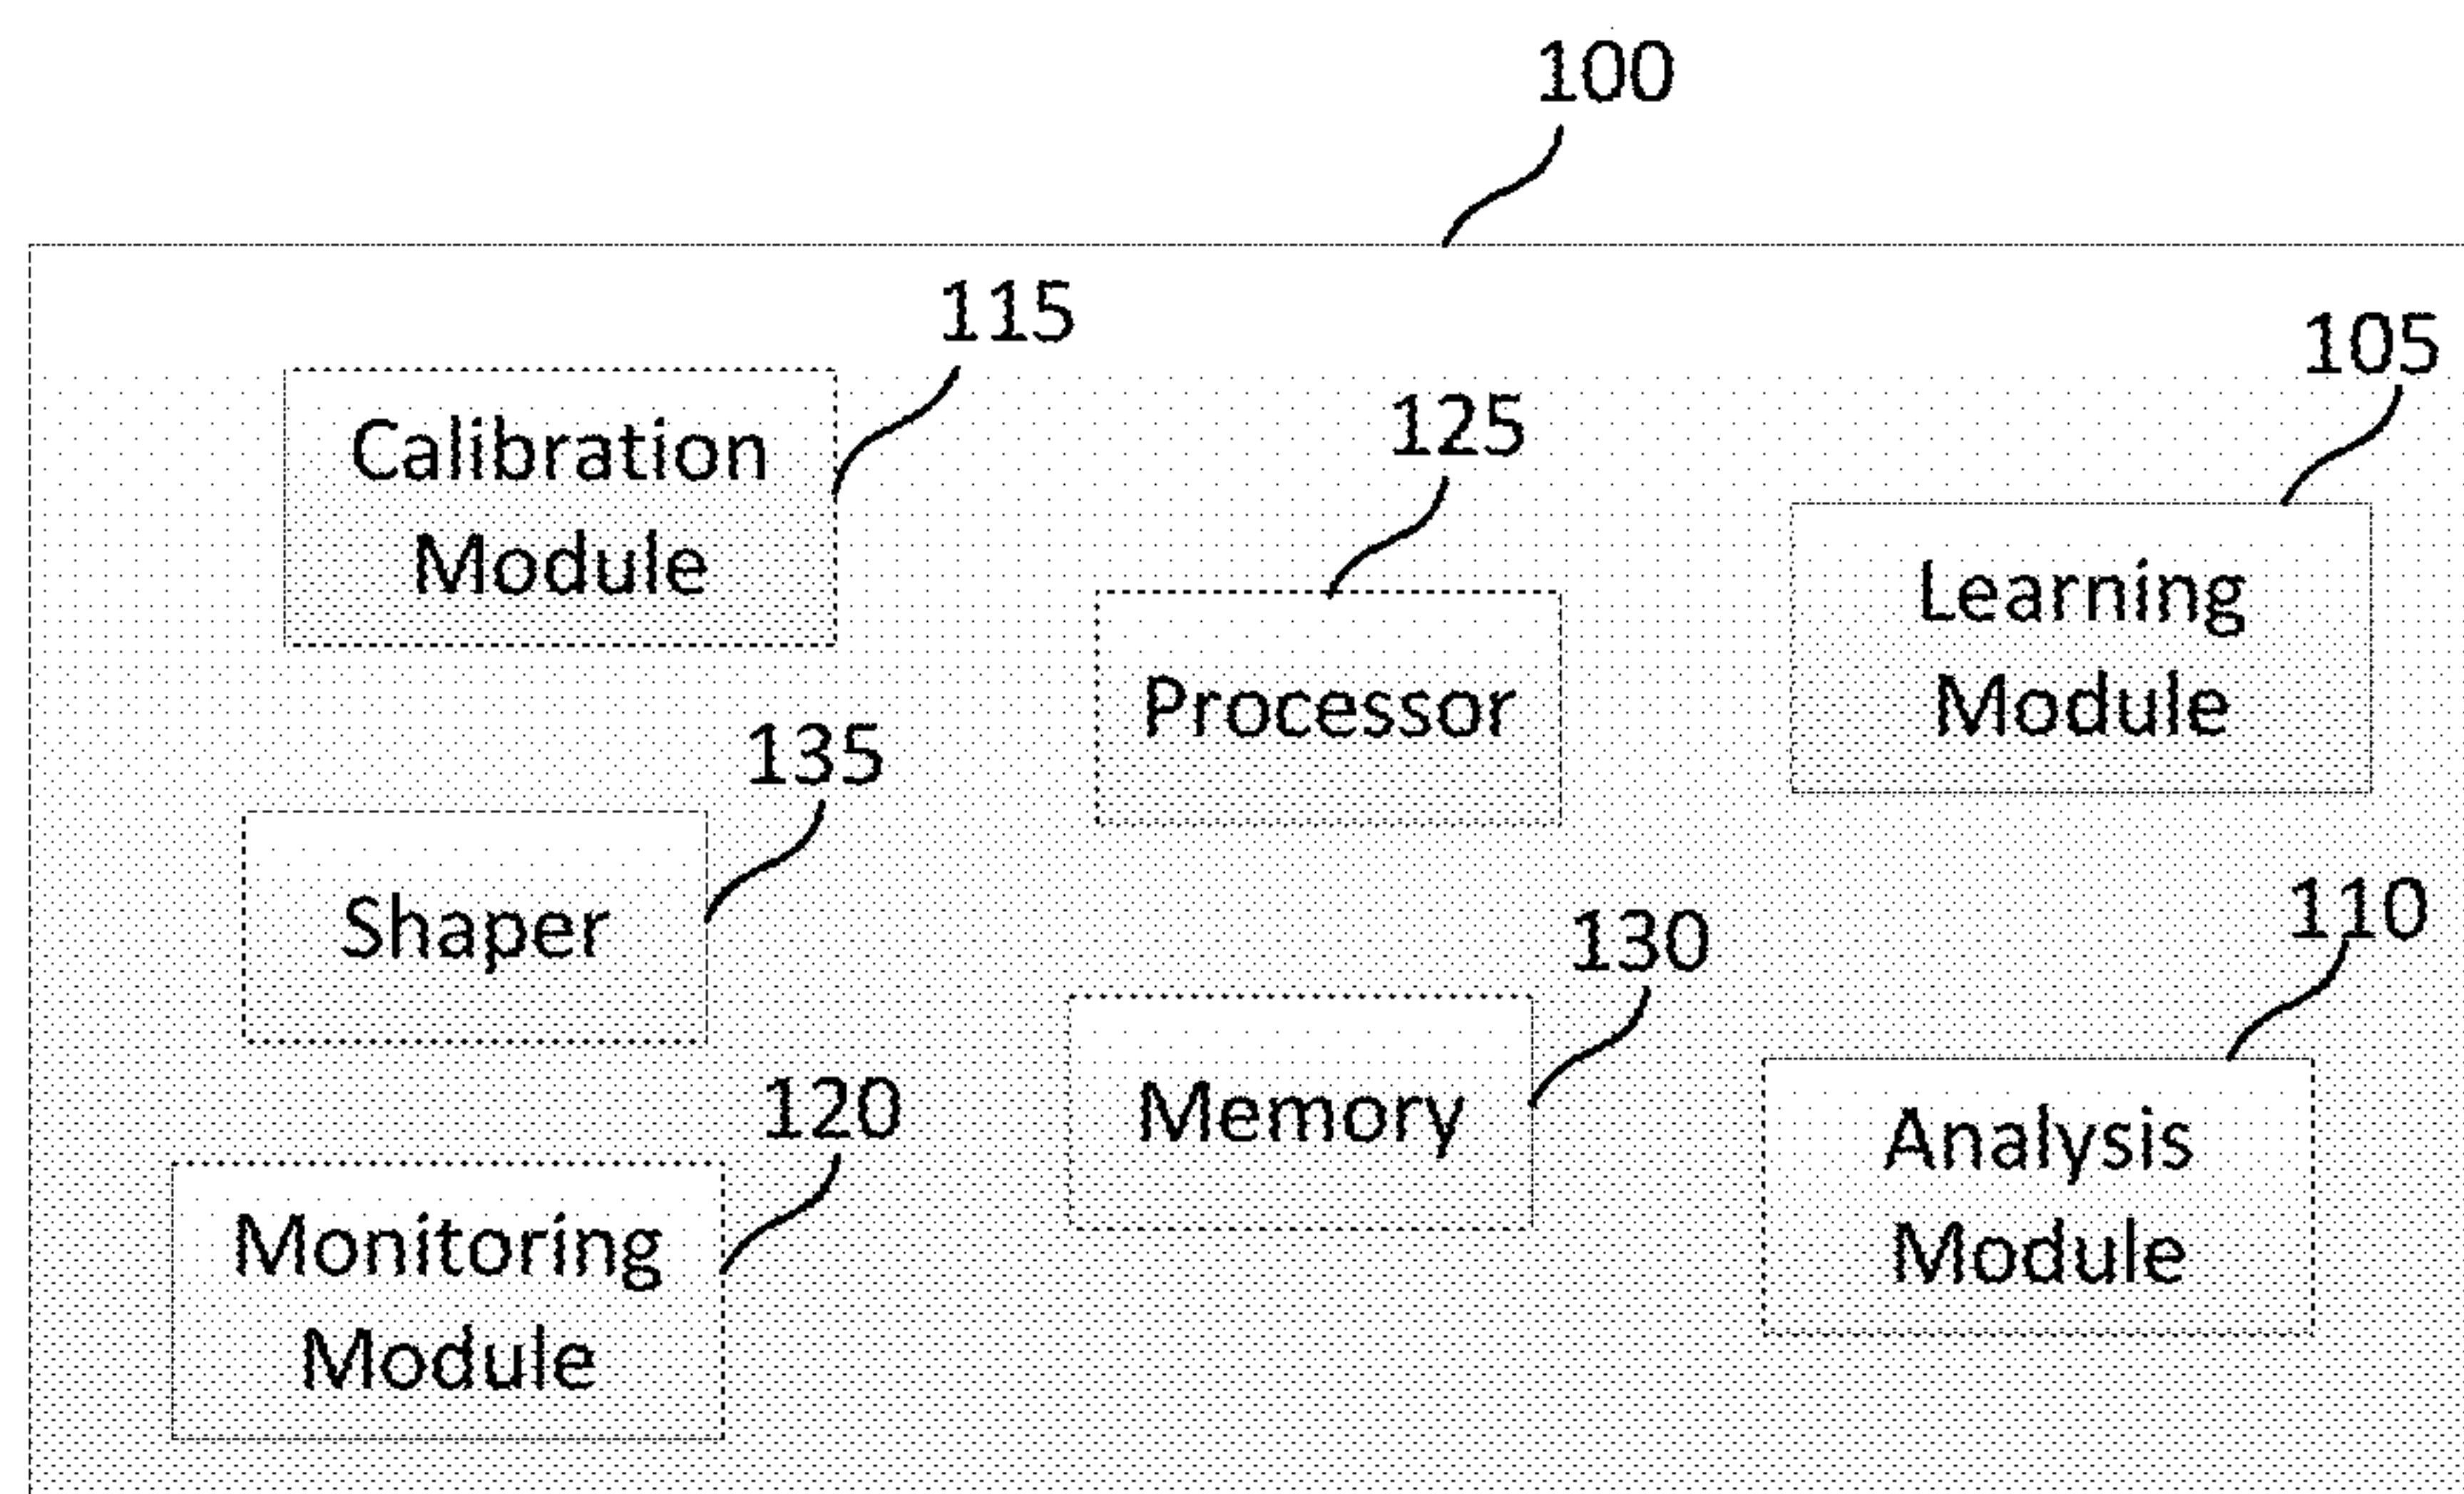 100
115
105
Calibration
Module
125
Learning
Module
Processor
135
Shaper
110
130
Memory
Analysis
Module
120
Monitoring
Module